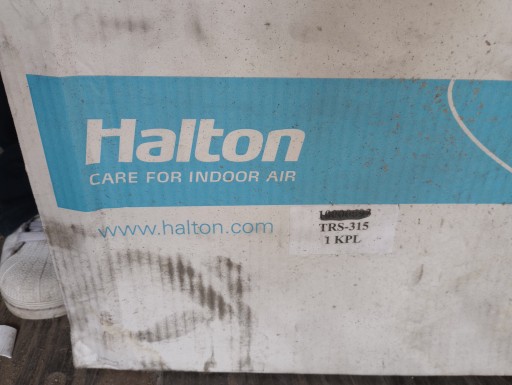 Halton
CARE FOR INDOOR AIR
www.halton.com
TRS-315
1 KPL